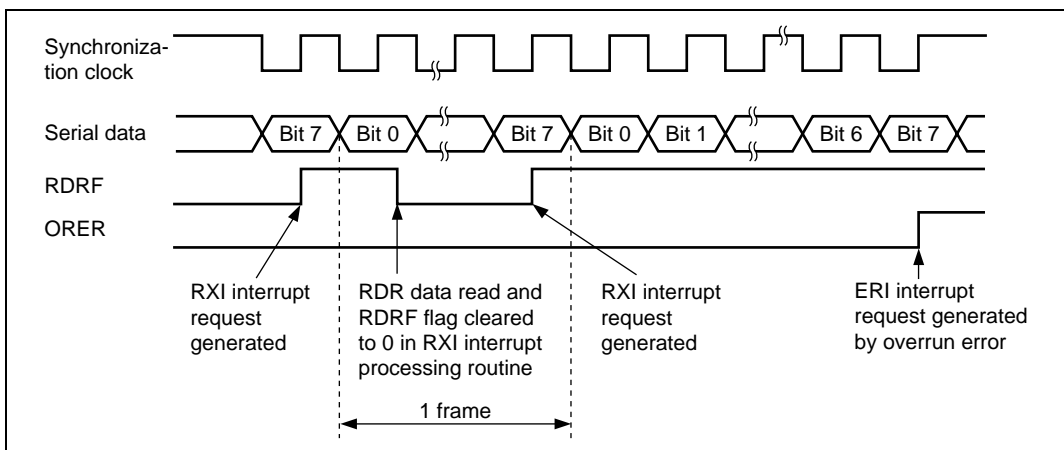 Synchroniza-
tion clock
Serial data
Bit 7
Bit 0
Bit 7
Bit 0
Bit 1
Bit 6
Bit 7
RDRF
ORER
RXI interrupt
request
generated
RDR data read and
RDRF flag cleared
to 0 in RXI interrupt
processing routine
RXI interrupt
request
generated
ERI interrupt
request generated
by overrun error
1 frame